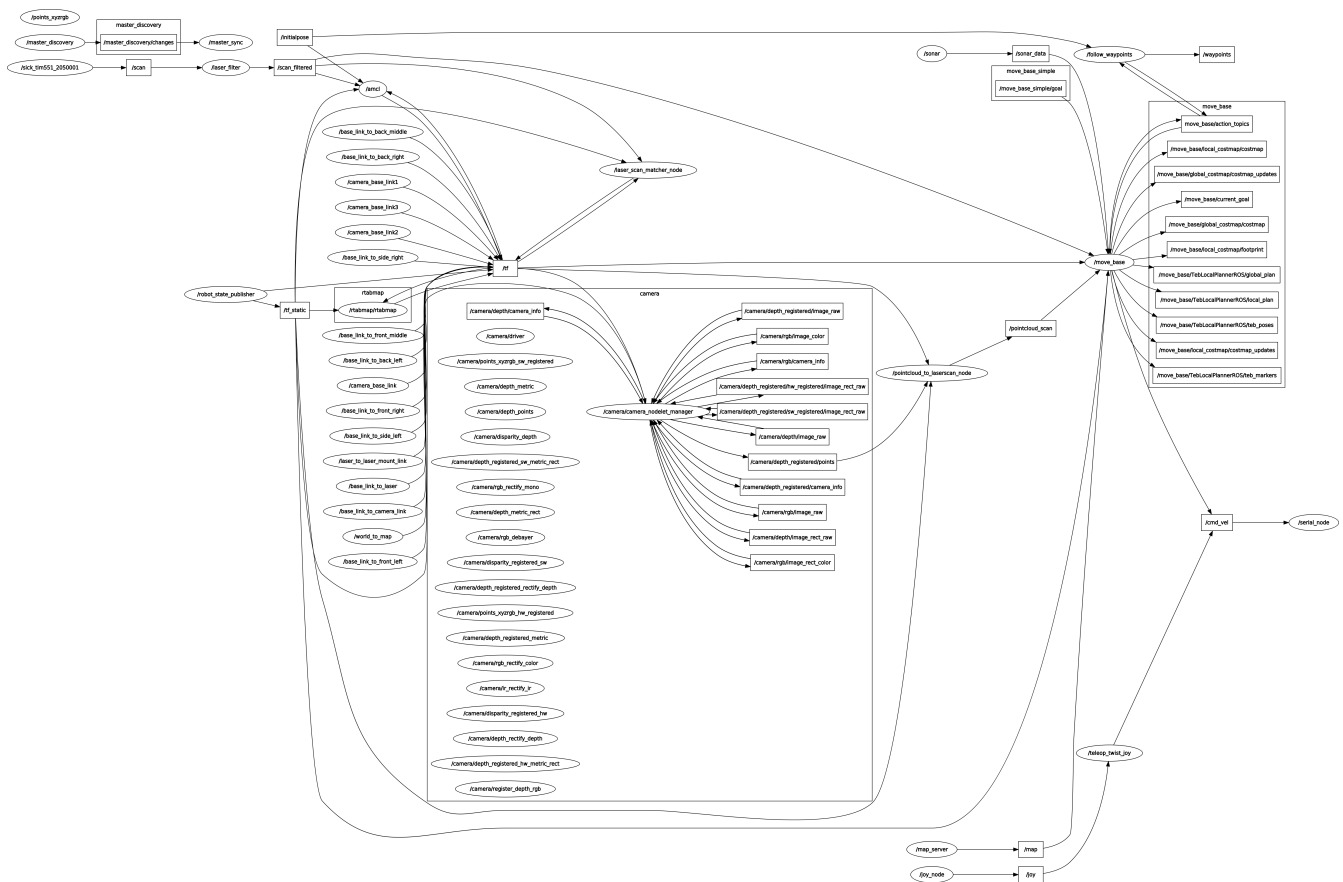 /points_xyzrgb
master_discovery
/master_discovery
/master_discovery/changes
/master_sync
/sick_tim551_2050001
/scan
/laser_filter
/scan_filtered
/initialpose
/amcl
/sonar
/sonar_data
/follow_waypoints
/waypoints
move_base_simple
/move_base_simple/goal
move_base
move_base/action_topics
/move_base/local_costmap/costmap
/move_base/global_costmap/costmap_updates
/move_base/current_goal
/move_base/global_costmap/costmap
/move_base/local_costmap/footprint
/move_base/TebLocalPlannerROS/global_plan
/move_base/TebLocalPlannerROS/local_plan
/move_base/TebLocalPlannerROS/teb_poses
/move_base/local_costmap/costmap_updates
/move_base/TebLocalPlannerROS/teb_markers
/base_link_to_back_middle
/base_link_to_back_right
/camera_base_link1
/camera_base_link3
/camera_base_link2
/base_link_to_side_right
/laser_scan_matcher_node
/tf
/move_base
/robot_state_publisher
/tf_static
rtabmap
/rtabmap/rtabmap
/base_link_to_front_middle
/base_link_to_back_left
/camera_base_link
/base_link_to_front_right
/base_link_to_side_left
/laser_to_laser_mount_link
/base_link_to_laser
/base_link_to_camera_link
/world_to_map
/base_link_to_front_left
camera
/camera/depth/camera_info
/camera/driver
/camera/points_xyzrgb_sw_registered
/camera/depth_metric
/camera/depth_points
/camera/disparity_depth
/camera/depth_registered_sw_metric_rect
/camera/rgb_rectify_mono
/camera/depth_metric_rect
/camera/rgb_debayer
/camera/disparity_registered_sw
/camera/depth_registered_rectify_depth
/camera/points_xyzrgb_hw_registered
/camera/depth_registered_metric
/camera/rgb_rectify_color
/camera/ir_rectify_ir
/camera/disparity_registered_hw
/camera/depth_rectify_depth
/camera/depth_registered_hw_metric_rect
/camera/register_depth_rgb
/camera/camera_nodelet_manager
/camera/depth_registered/image_raw
/camera/rgb/image_color
/camera/rgb/camera_info
/camera/depth_registered/hw_registered/image_rect_raw
/camera/depth_registered/sw_registered/image_rect_raw
/camera/depth/image_raw
/camera/depth_registered/points
/camera/depth_registered/camera_info
/camera/rgb/image_raw
/camera/depth/image_rect_raw
/camera/rgb/image_rect_color
/pointcloud_to_laserscan_node
/pointcloud_scan
/cmd_vel
/serial_node
/teleop_twist_joy
/map_server
/map
/joy_node
/joy